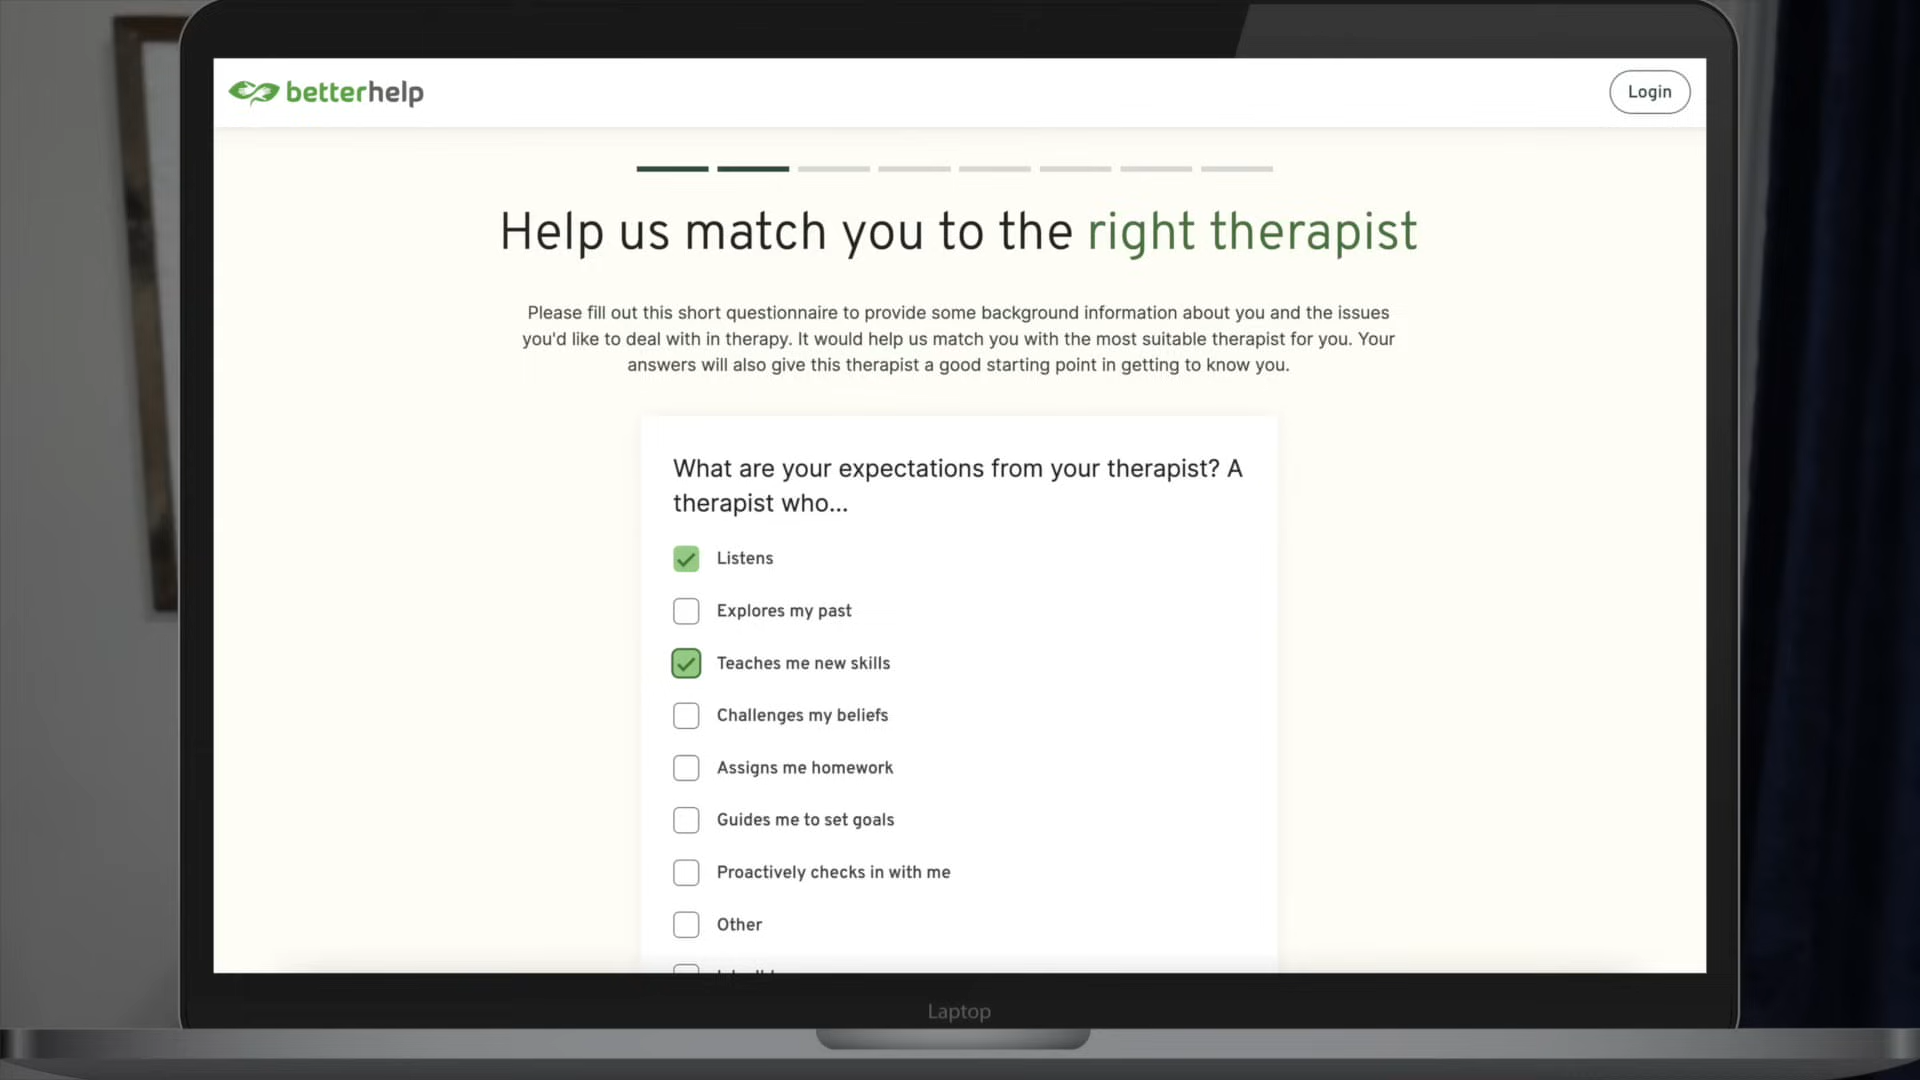 betterhelp
Login
Help us match you to the right therapist
Please fill out this short questionnaire to provide some background information about you and the issues
you'd like to deal with in therapy. It would help us match you with the most suitable therapist for you. Your
answers will also give this therapist a good starting point in getting to know you.
What are your expectations from your therapist? A
therapist who...
Listens
Explores my past
Teaches me new skills
Challenges my beliefs
Assigns me homework
Guides me to set goals
Proactively checks in with me
Other
Laptop